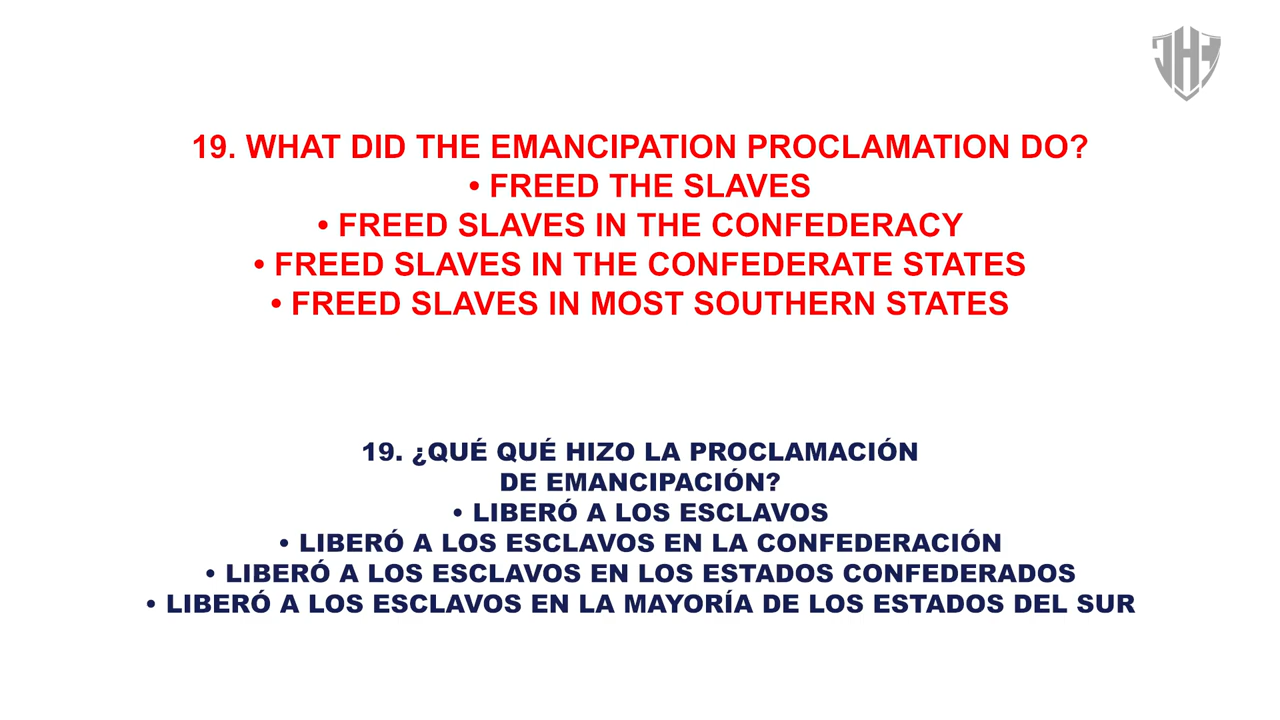 JHF
19. WHAT DID THE EMANCIPATION PROCLAMATION DO?
• FREED THE SLAVES
• FREED SLAVES IN THE CONFEDERACY
• FREED SLAVES IN THE CONFEDERATE STATES
• FREED SLAVES IN MOST SOUTHERN STATES
19. ¿QUÉ QUÉ HIZO LA PROCLAMACIÓN
DE EMANCIPACIÓN?
• LIBERÓ A LOS ESCLAVOS
• LIBERÓ A LOS ESCLAVOS EN LA CONFEDERACIÓN
• LIBERÓ A LOS ESCLAVOS EN LOS ESTADOS CONFEDERADOS
• LIBERÓ A LOS ESCLAVOS EN LA MAYORÍA DE LOS ESTADOS DEL SUR